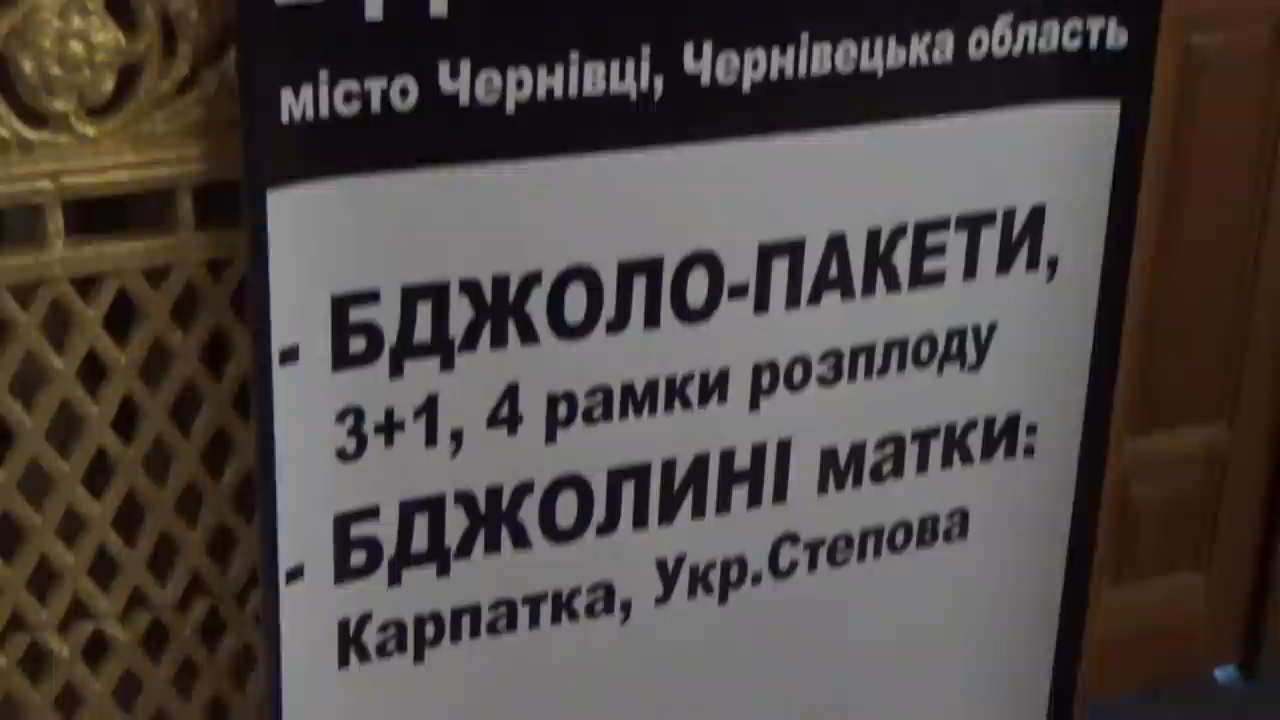 місто Чернівці, Чернівецька область
- БДЖОЛО-ПАКЕТИ,
3+1, 4 рамки розплоду
- БДЖОЛИНІ матки:
Карпатка, Укр.Степова